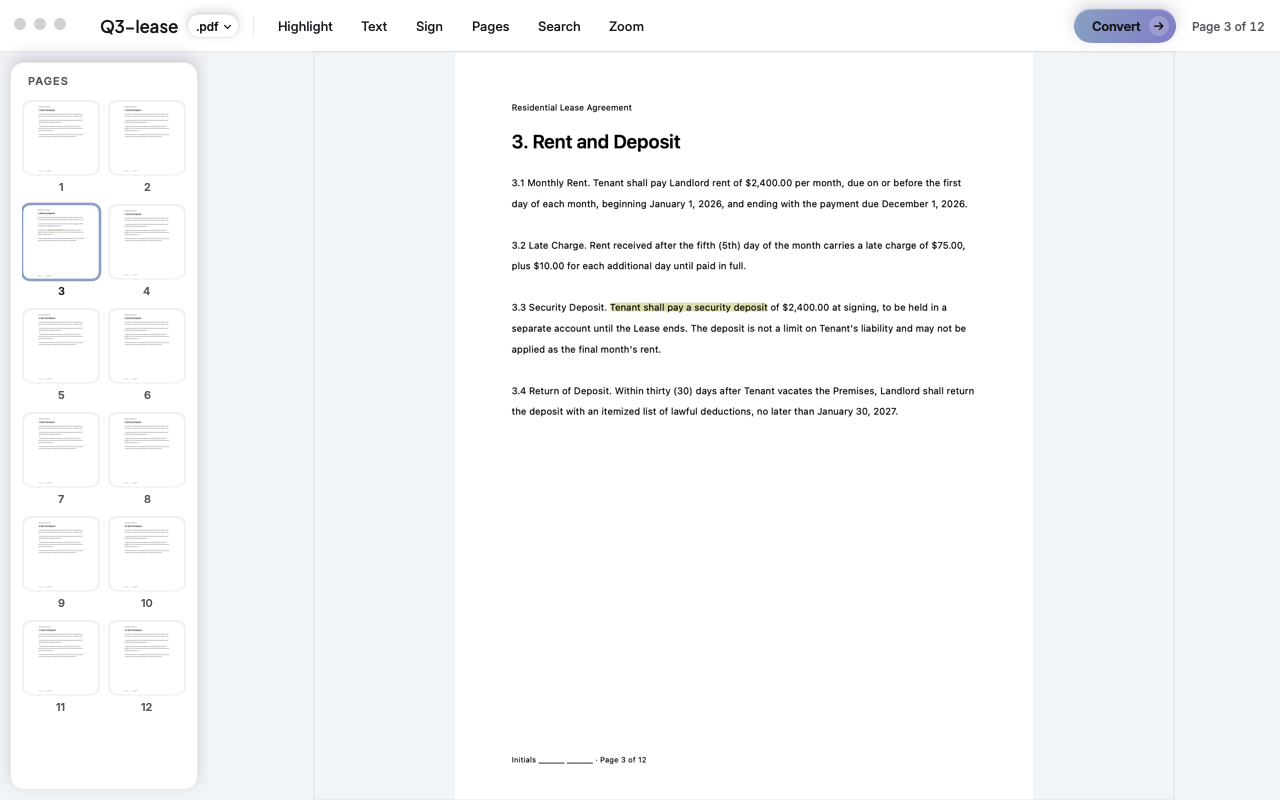 Q3-lease .pdf Highlight Text Sign Pages Search Zoom Convert Page 3 of 12
PAGES
1 2
3 4
5 6
7 8
9 10
11 12
Residential Lease Agreement
3. Rent and Deposit
3.1 Monthly Rent. Tenant shall pay Landlord rent of $2,400.00 per month, due on or before the first
day of each month, beginning January 1, 2026, and ending with the payment due December 1, 2026.
3.2 Late Charge. Rent received after the fifth (5th) day of the month carries a late charge of $75.00,
plus $10.00 for each additional day until paid in full.
3.3 Security Deposit. Tenant shall pay a security deposit of $2,400.00 at signing, to be held in a
separate account until the Lease ends. The deposit is not a limit on Tenant's liability and may not be
applied as the final month's rent.
3.4 Return of Deposit. Within thirty (30) days after Tenant vacates the Premises, Landlord shall return
the deposit with an itemized list of lawful deductions, no later than January 30, 2027.
Initials ______ ______ · Page 3 of 12